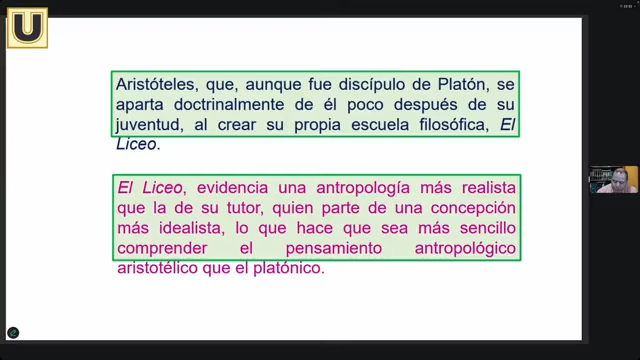 U
Aristóteles, que, aunque fue discípulo de Platón, se
aparta doctrinalmente de él poco después de su
juventud, al crear su propia escuela filosófica, El
Liceo.
El Liceo, evidencia una antropología más realista
que la de su tutor, quien parte de una concepción
más idealista, lo que hace que sea más sencillo
comprender el pensamiento antropológico
aristotélico que el platónico.